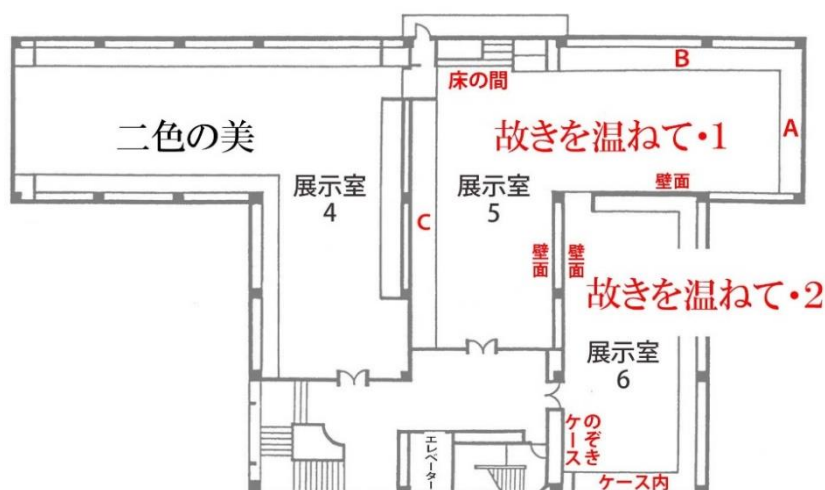 床の間
B
A
二色の美
故きを温ねて・1
展示室
4
展示室
5
壁面
C
壁面
壁面
故きを温ねて・2
展示室
6
のぞき
ケース
エレベーター
ケース内